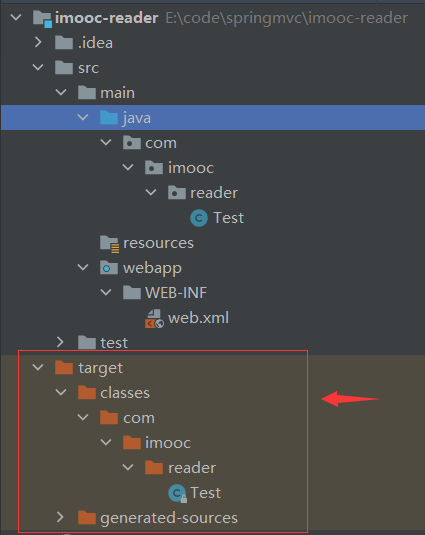 imooc-reader E:\code\springmvc\imooc-reader
.idea
src
main
java
com
imooc
reader
Test
resources
webapp
WEB-INF
web.xml
test
target
classes
com
imooc
reader
Test
generated-sources